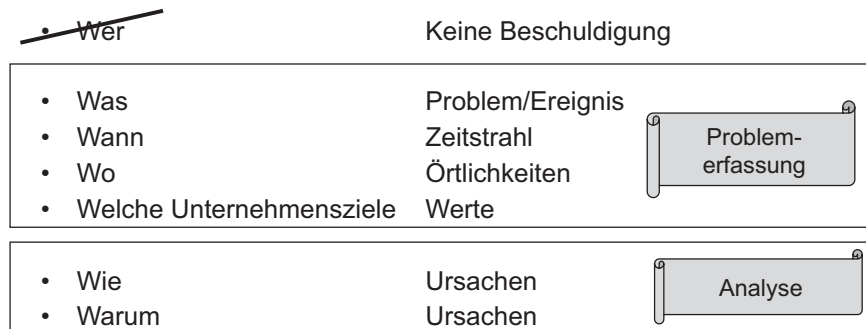 • Wer Keine Beschuldigung
• Was Problem/Ereignis
• Wann Zeitstrahl
• Wo Örtlichkeiten
• Welche Unternehmensziele Werte
Problem-
erfassung
• Wie Ursachen
• Warum Ursachen
Analyse